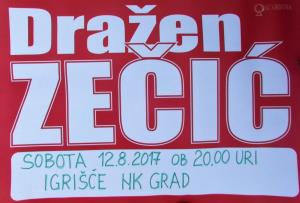 Dražen
ZEČIĆ
SOBOTA, 12.8.2017 OB 20,00 URI
IGRIŠČE NK GRAD